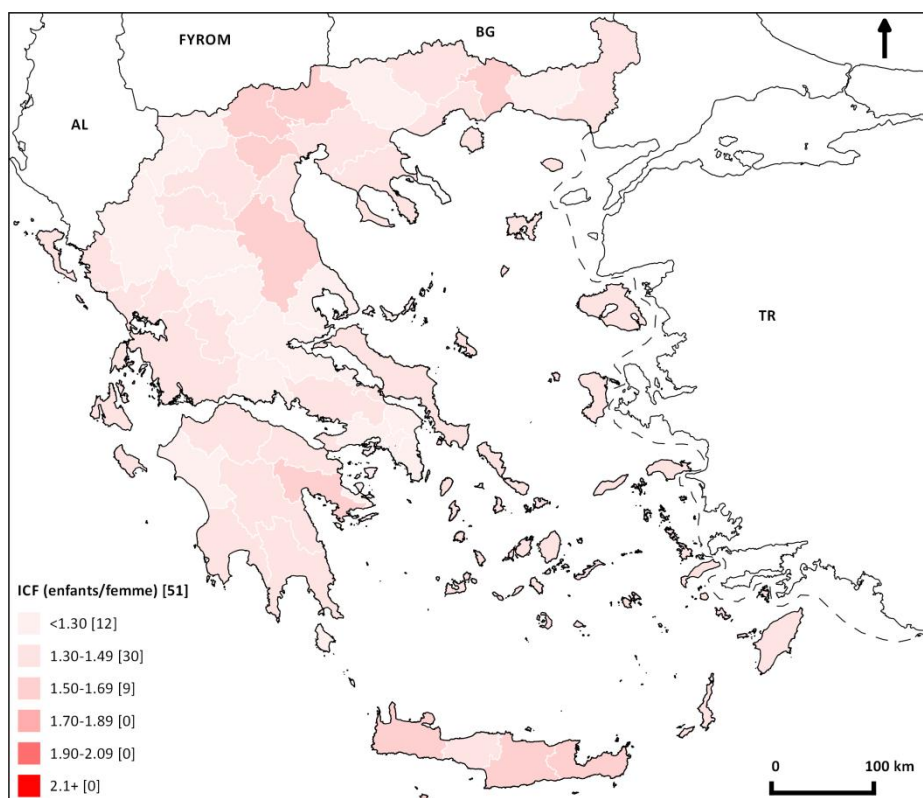 FYROM
BG
AL
TR
ICF (enfants/femme) [51]
<1.30 [12]
1.30-1.49 [30]
1.50-1.69 [9]
1.70-1.89 [0]
1.90-2.09 [0]
2.1+ [0]
0 100 km